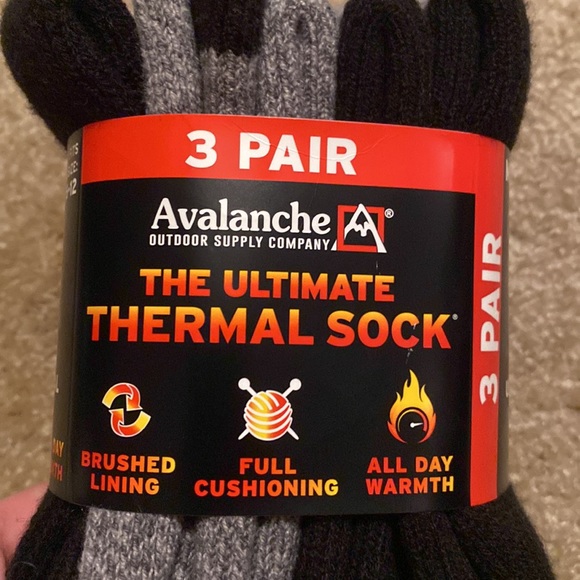 3 PAIR
Avalanche®
OUTDOOR SUPPLY COMPANY
THE ULTIMATE
THERMAL SOCK®
BRUSHED
LINING
FULL
CUSHIONING
ALL DAY
WARMTH
3 PAIR